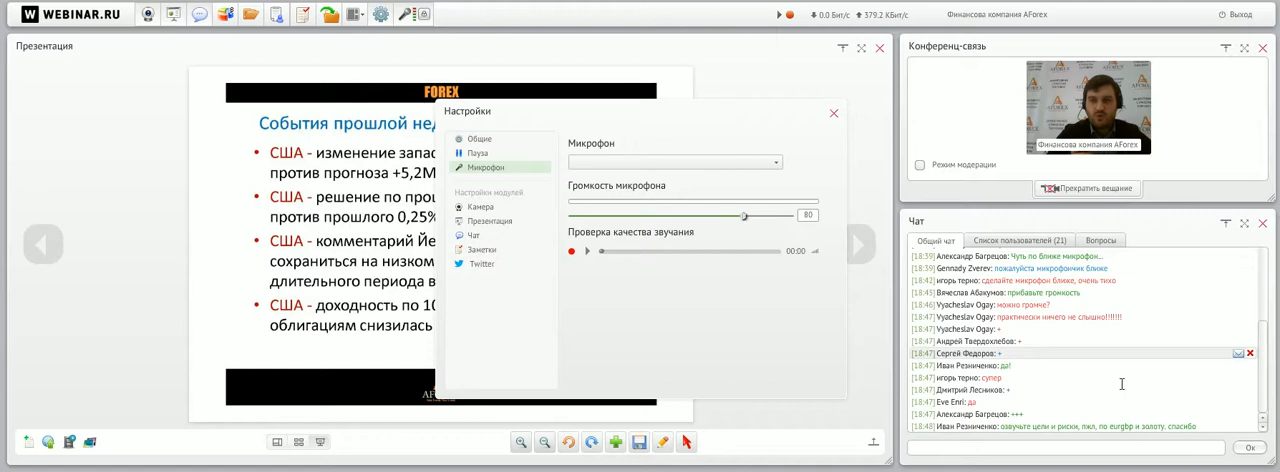 W WEBINAR.RU
0.0 Бит/с 379.2 КБит/с
Финансова компания AForex
Выход
Презентация
FOREX
События прошлой нед
США - изменение запас
против прогноза +5,2М
США - решение по про
против прошлого 0,25%
США - комментарий Йе
сохраниться на низком
длительного периода в
США - доходность по 10
облигациям снизилась
Настройки
Общие
Пауза
Микрофон
Настройки модулей
Камера
Презентация
Чат
Заметки
Twitter
Микрофон
Громкость микрофона
80
Проверка качества звучания
00:00
Конференц-связь
Финансова компания AForex
Режим модерации
Прекратить вещание
Чат
Общий чат Список пользователей (21) Вопросы
[18:39] Александр Багрецов: Чуть по ближе микрофон...
[18:39] Gennady Zverev: пожалуйста микрофончик ближе
[18:42] игорь терно: сделайте микрофон ближе, очень тихо
[18:43] Вячеслав Абакумов: прибавьте громкость
[18:46] Vyacheslav Ogay: можно громче?
[18:47] Vyacheslav Ogay: практически ничего не слышно!!!!!!!
[18:47] Vyacheslav Ogay: +
[18:47] Андрей Твердохлебов: +
[18:47] Сергей Федоров: +
[18:47] Иван Резниченко: да!
[18:47] игорь терно: супер
[18:47] Дмитрий Лесников: +
[18:47] Eve Enri: да
[18:47] Александр Багрецов: +++
[18:48] Иван Резниченко: озвучьте цели и риски, пжл, по eurgbp и золоту. спасибо
Ок